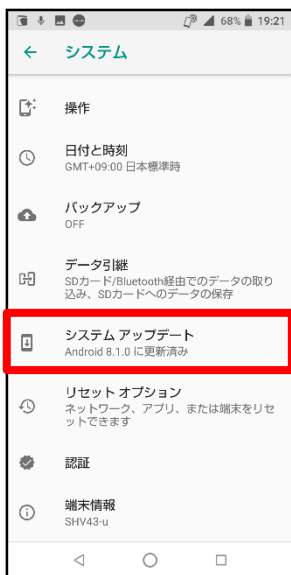 68% 19:21
システム
操作
日付と時刻
GMT+09:00 日本標準時
バックアップ
OFF
データ引継
SDカード/Bluetooth経由でのデータの取り
込み、SDカードへのデータの保存
システム アップデート
Android 8.1.0 に更新済み
リセット オプション
ネットワーク、アプリ、または端末をリセ
ットできます
認証
端末情報
SHV43-u